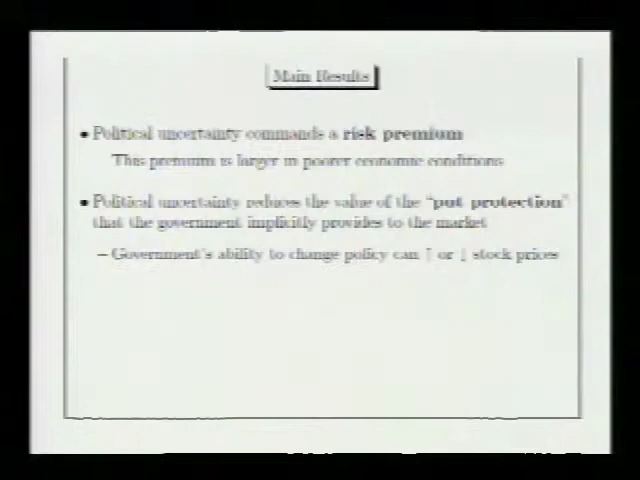 Main Results
• Political uncertainty commands a risk premium
This premium is larger in poorer economic conditions
• Political uncertainty reduces the value of the "put protection"
that the government implicitly provides to the market
– Government's ability to change policy can ↑ or ↓ stock prices